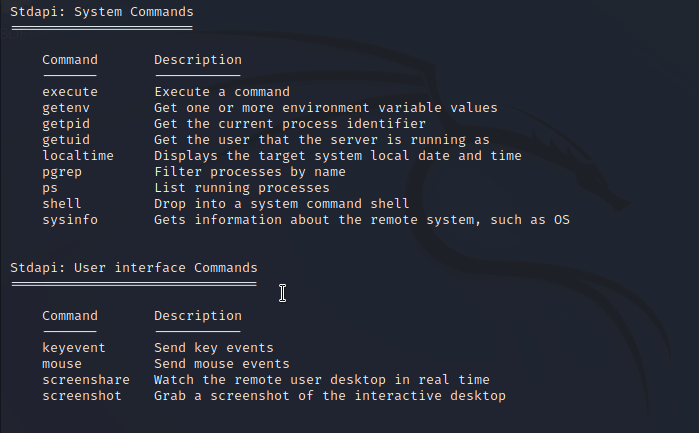 Stdapi: System Commands
=======================
Command Description
------- -----------
execute Execute a command
getenv Get one or more environment variable values
getpid Get the current process identifier
getuid Get the user that the server is running as
localtime Displays the target system local date and time
pgrep Filter processes by name
ps List running processes
shell Drop into a system command shell
sysinfo Gets information about the remote system, such as OS
Stdapi: User interface Commands
===============================
Command Description
------- -----------
keyevent Send key events
mouse Send mouse events
screenshare Watch the remote user desktop in real time
screenshot Grab a screenshot of the interactive desktop